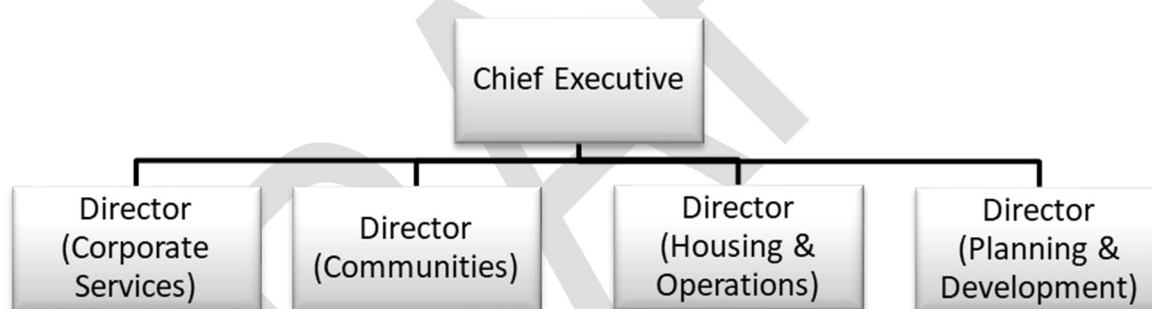 Chief Executive
Director
(Corporate
Services)
Director
(Communities)
Director
(Housing &
Operations)
Director
(Planning &
Development)